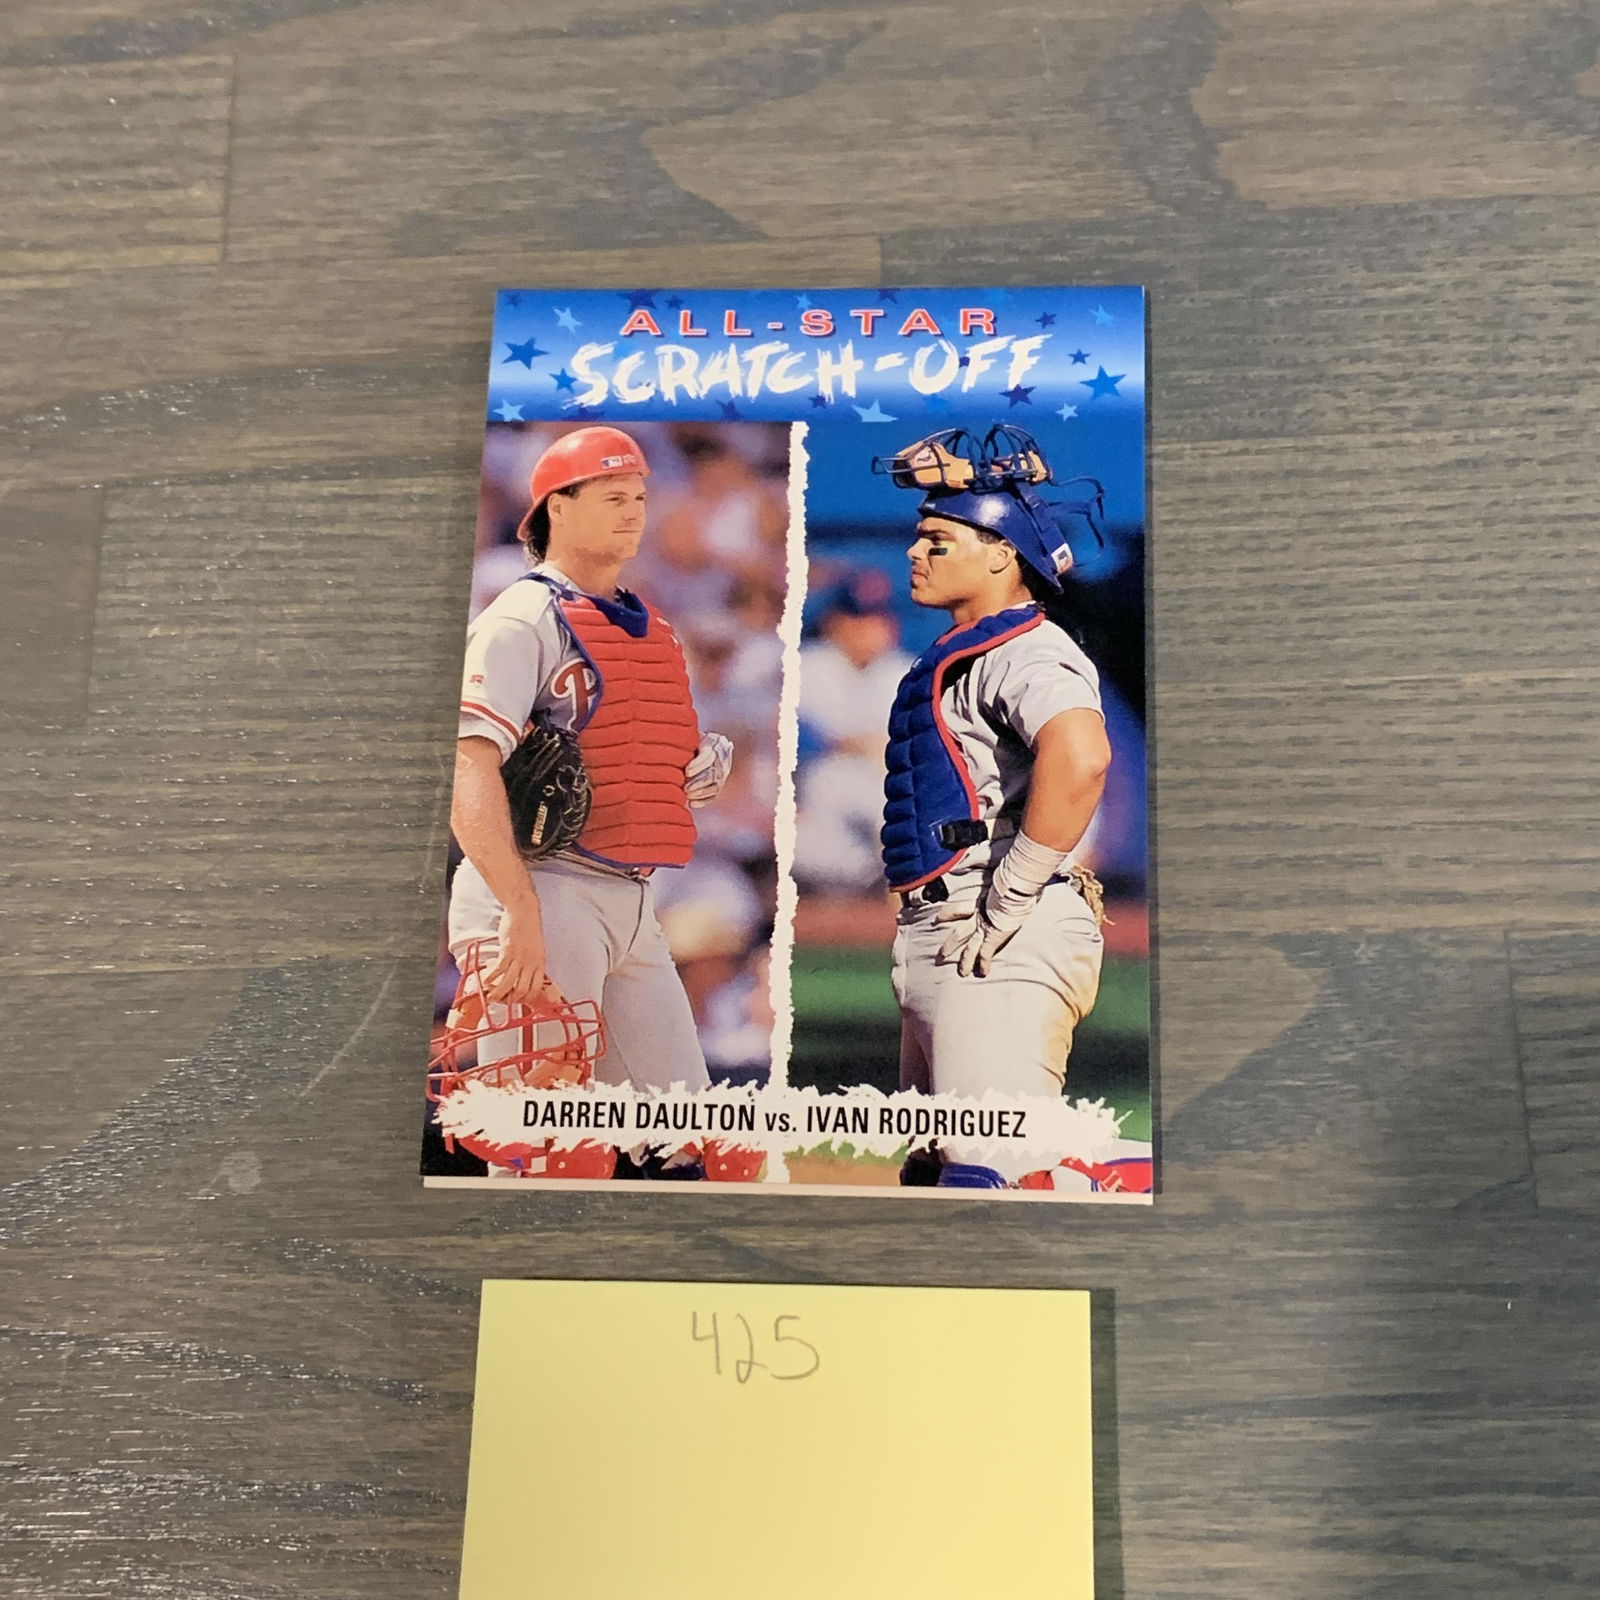 ALL-STAR
SCRATCH-OFF
DARREN DAULTON vs. IVAN RODRIGUEZ
425